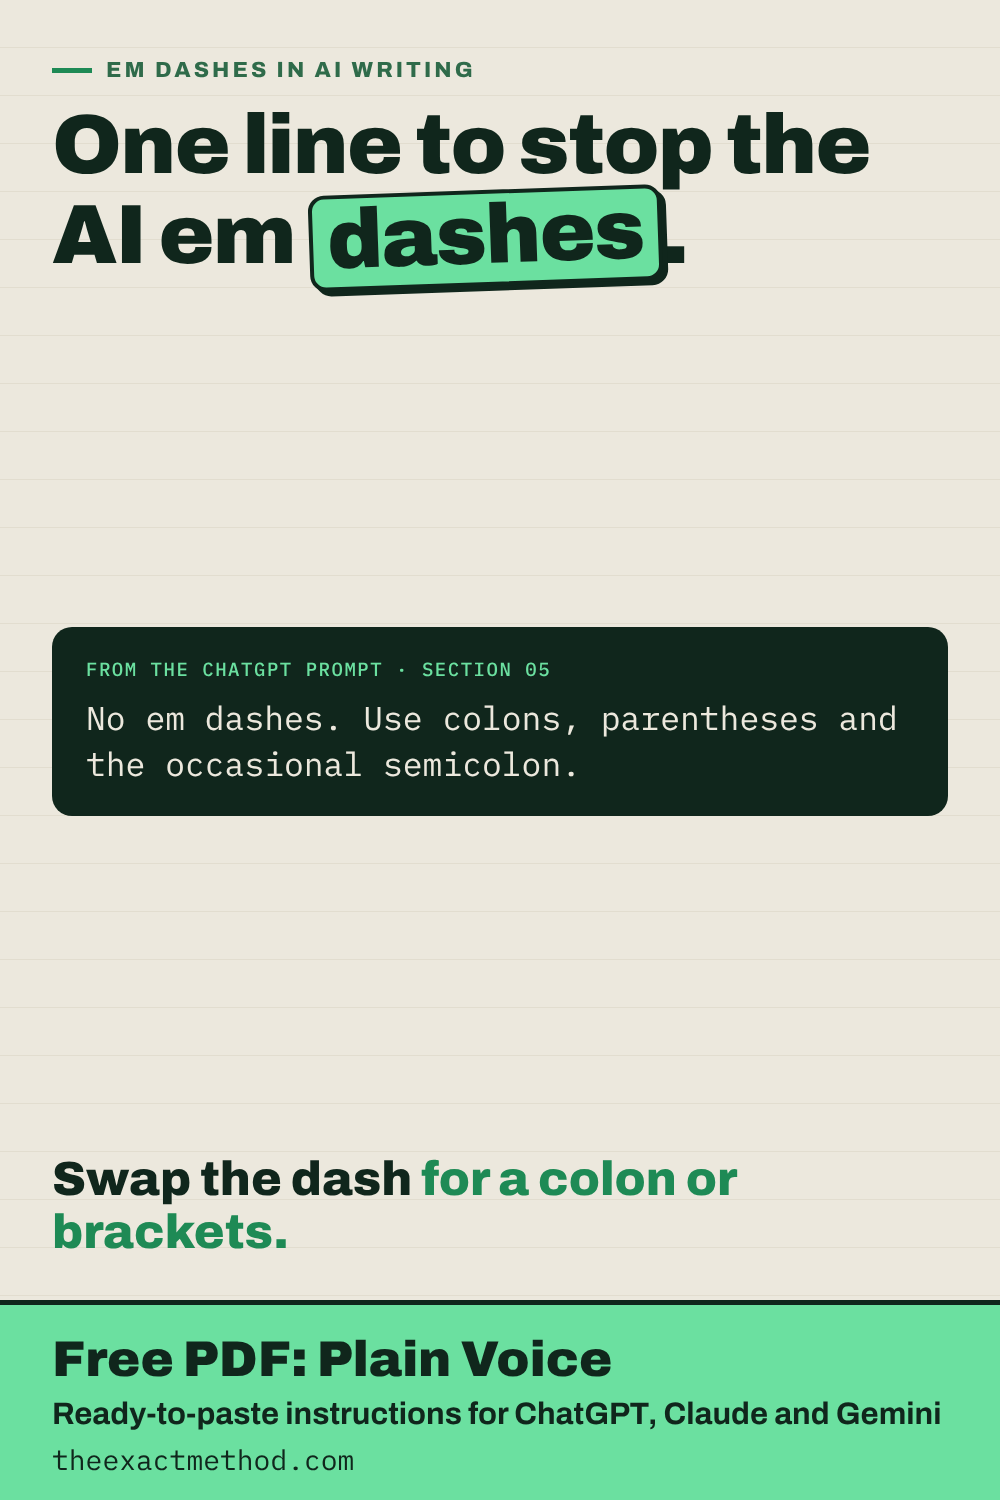 EM DASHES IN AI WRITING
One line to stop the
AI em dashes.
FROM THE CHATGPT PROMPT · SECTION 05
No em dashes. Use colons, parentheses and
the occasional semicolon.
Swap the dash for a colon or
brackets.
Free PDF: Plain Voice
Ready-to-paste instructions for ChatGPT, Claude and Gemini
theexactmethod.com